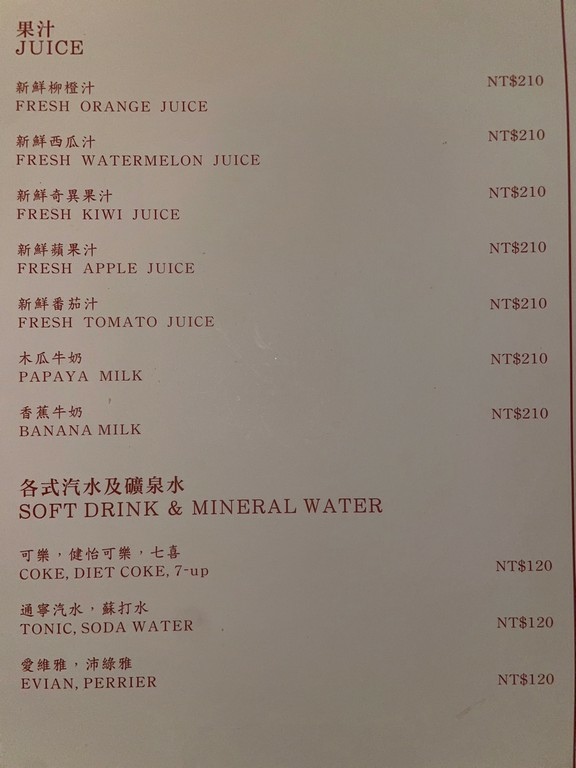 果汁
JUICE
新鮮柳橙汁 NT$210
FRESH ORANGE JUICE
新鮮西瓜汁 NT$210
FRESH WATERMELON JUICE
新鮮奇異果汁 NT$210
FRESH KIWI JUICE
新鮮蘋果汁 NT$210
FRESH APPLE JUICE
新鮮番茄汁 NT$210
FRESH TOMATO JUICE
木瓜牛奶 NT$210
PAPAYA MILK
香蕉牛奶 NT$210
BANANA MILK
各式汽水及礦泉水
SOFT DRINK & MINERAL WATER
可樂，健怡可樂，七喜
COKE, DIET COKE, 7-up NT$120
通寧汽水，蘇打水
TONIC, SODA WATER NT$120
愛維雅，沛綠雅
EVIAN, PERRIER NT$120